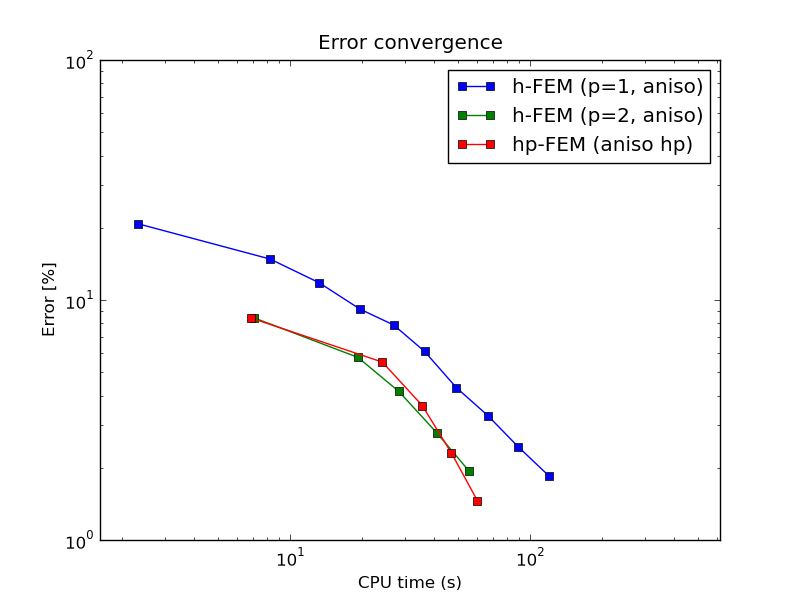 Error convergence
h-FEM (p=1, aniso)
h-FEM (p=2, aniso)
hp-FEM (aniso hp)
Error [%]
10²
10¹
10⁰
10¹
10²
CPU time (s)